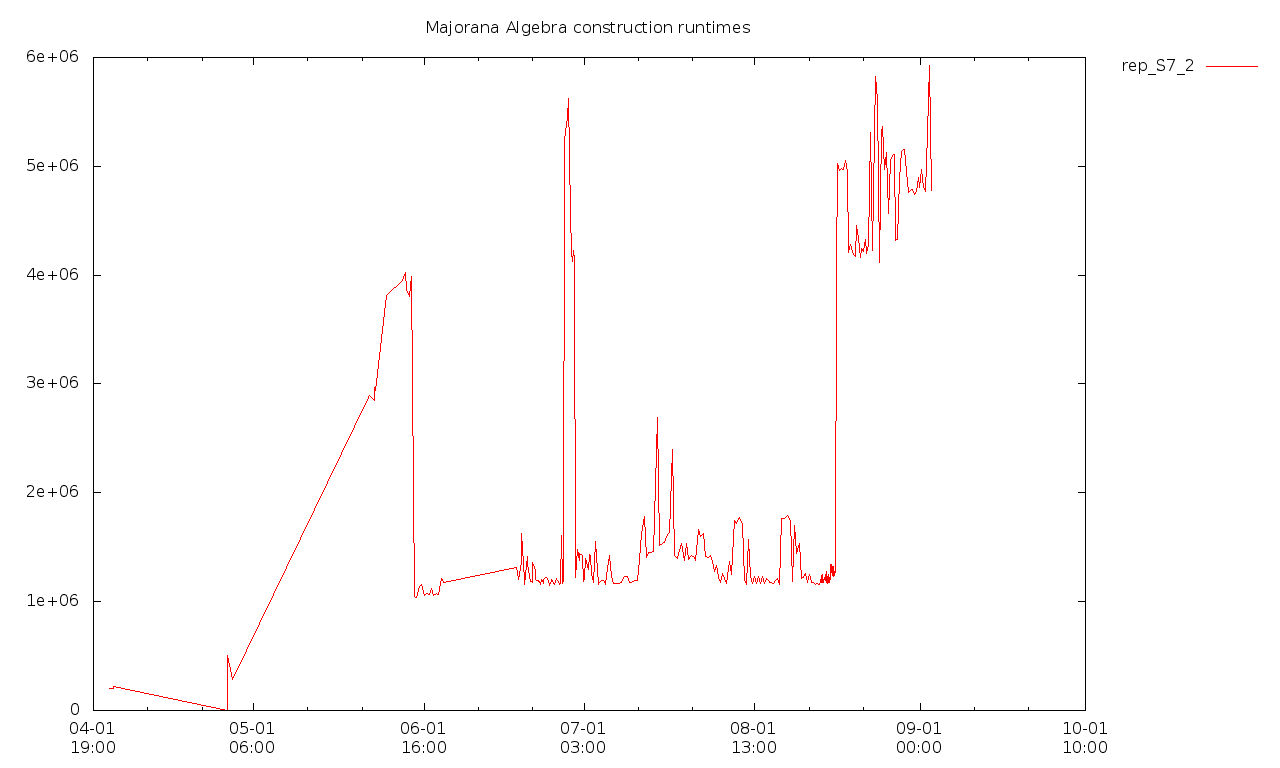 Majorana Algebra construction runtimes
rep_S7_2
6e+06
5e+06
4e+06
3e+06
2e+06
1e+06
0
04-01 05-01 06-01 07-01 08-01 09-01 10-01
19:00 06:00 16:00 03:00 13:00 00:00 10:00